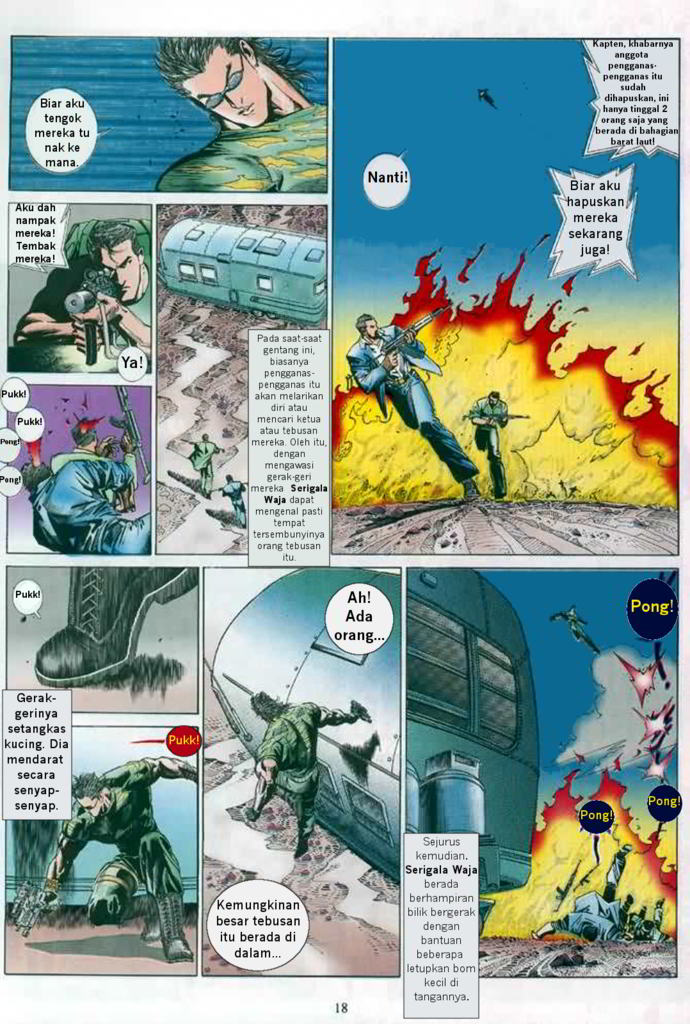 Biar aku
tengok
mereka tu
nak ke
mana.
Kapten, khabarnya
anggota
pengganas-
pengganas itu
sudah
dihapuskan, ini
hanya tinggal 2
orang saja yang
berada di bahagian
barat laut!
Nanti!
Biar aku
hapuskan
mereka
sekarang
juga!
Aku dah
nampak
mereka!
Tembak
mereka!
Ya!
Pada saat-saat
gentang ini,
biasanya
pengganas-
pengganas itu
akan melarikan
diri atau
mencari ketua
atau tebusan
mereka. Oleh itu,
dengan
mengawasi
gerak-geri
mereka Serigala
Waja dapat
mengenal pasti
tempat
tersembunyinya
orang tebusan
itu.
Pukk!
Pukk!
Pong!
Pong!
Pukk!
Gerak-
gerinya
setangkas
kucing. Dia
mendarat
secara
senyap-
senyap.
Pukk!
Ah!
Ada
orang...
Kemungkinan
besar tebusan
itu berada di
dalam...
Pong!
Pong!
Pong!
Sejurus
kemudian.
Serigala Waja
berada
berhampiran
bilik bergerak
dengan
bantuan
beberapa
letupkan bom
kecil di
tangannya.
18